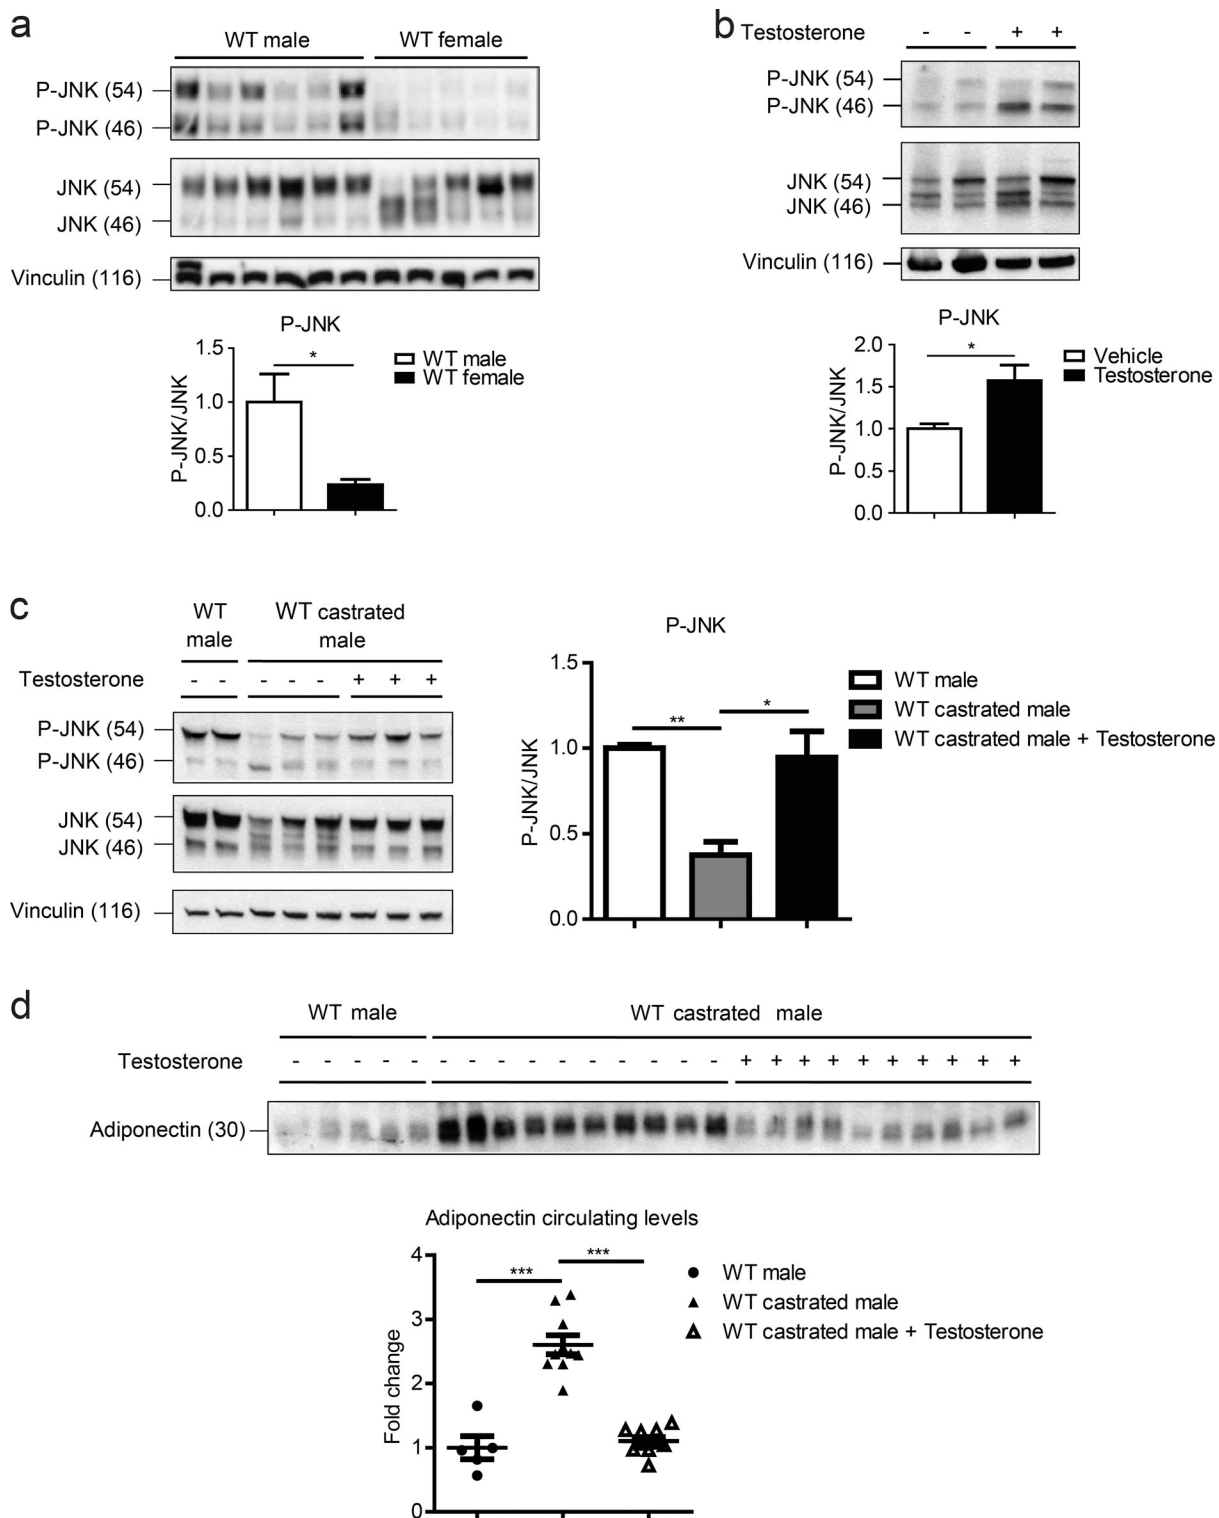 a
WT male WT female
P-JNK (54)
P-JNK (46)
JNK (54)
JNK (46)
Vinculin (116)
P-JNK
P-JNK/JNK
1.5
1.0
0.5
0.0
*
WT male
WT female
b
Testosterone - - + +
P-JNK (54)
P-JNK (46)
JNK (54)
JNK (46)
Vinculin (116)
P-JNK
P-JNK/JNK
2.0
1.5
1.0
0.5
0.0
*
Vehicle
Testosterone
c
WT male
WT castrated male
Testosterone - - - - - + + +
P-JNK (54)
P-JNK (46)
JNK (54)
JNK (46)
Vinculin (116)
P-JNK
P-JNK/JNK
1.5
1.0
0.5
0.0
** *
WT male
WT castrated male
WT castrated male + Testosterone
d
WT male WT castrated male
Testosterone - - - - - - - - - - - - - - - + + + + + + + + + +
Adiponectin (30)
Adiponectin circulating levels
Fold change
4
3
2
1
0
*** ***
WT male
WT castrated male
WT castrated male + Testosterone